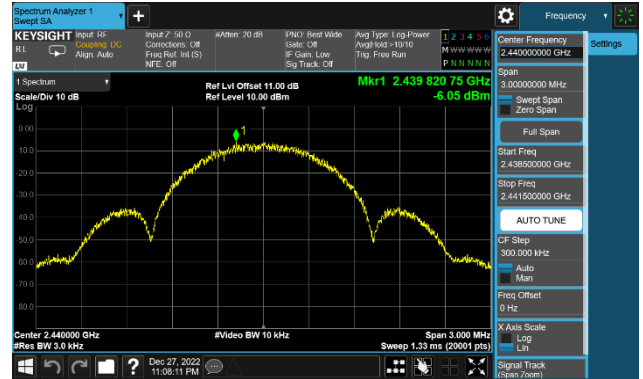 Spectrum Analyzer 1
Swept SA
+
Frequency
KEYSIGHT
Input: RF
Coupling: DC
Align: Auto
RL
Input Z: 50 Ω
Corrections: Off
Freq Ref: Int (S)
NFE: Off
#Atten: 20 dB
PNO: Best Wide
Gate: Off
IF Gain: Low
Sig Track: Off
Avg Type: Log-Power
Avg|Hold >10/10
Trig: Free Run
1 2 3 4 5 6
M W W W W W
P N N N N N
1 Spectrum
Scale/Div 10 dB
Log
Ref Lvl Offset 11.00 dB
Ref Level 10.00 dBm
Mkr1 2.439 820 75 GHz
-6.05 dBm
1
0.00
-10.0
-20.0
-30.0
-40.0
-50.0
-60.0
-70.0
-80.0
Center 2.440000 GHz
#Res BW 3.0 kHz
#Video BW 10 kHz
Span 3.000 MHz
Sweep 1.33 ms (20001 pts)
Center Frequency
2.440000000 GHz
Settings
Span
3.00000000 MHz
Swept Span
Zero Span
Full Span
Start Freq
2.438500000 GHz
Stop Freq
2.441500000 GHz
AUTO TUNE
CF Step
300.000 kHz
Auto
Man
Freq Offset
0 Hz
X Axis Scale
Log
Lin
Signal Track
(Span Zoom)
?
Dec 27, 2022
11:08:11 PM